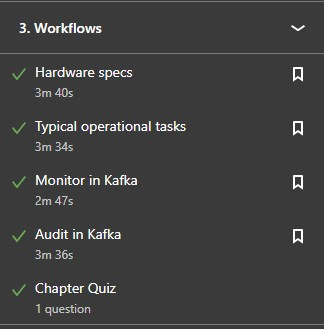 3. Workflows
Hardware specs
3m 40s
Typical operational tasks
3m 34s
Monitor in Kafka
2m 47s
Audit in Kafka
3m 36s
Chapter Quiz
1 question